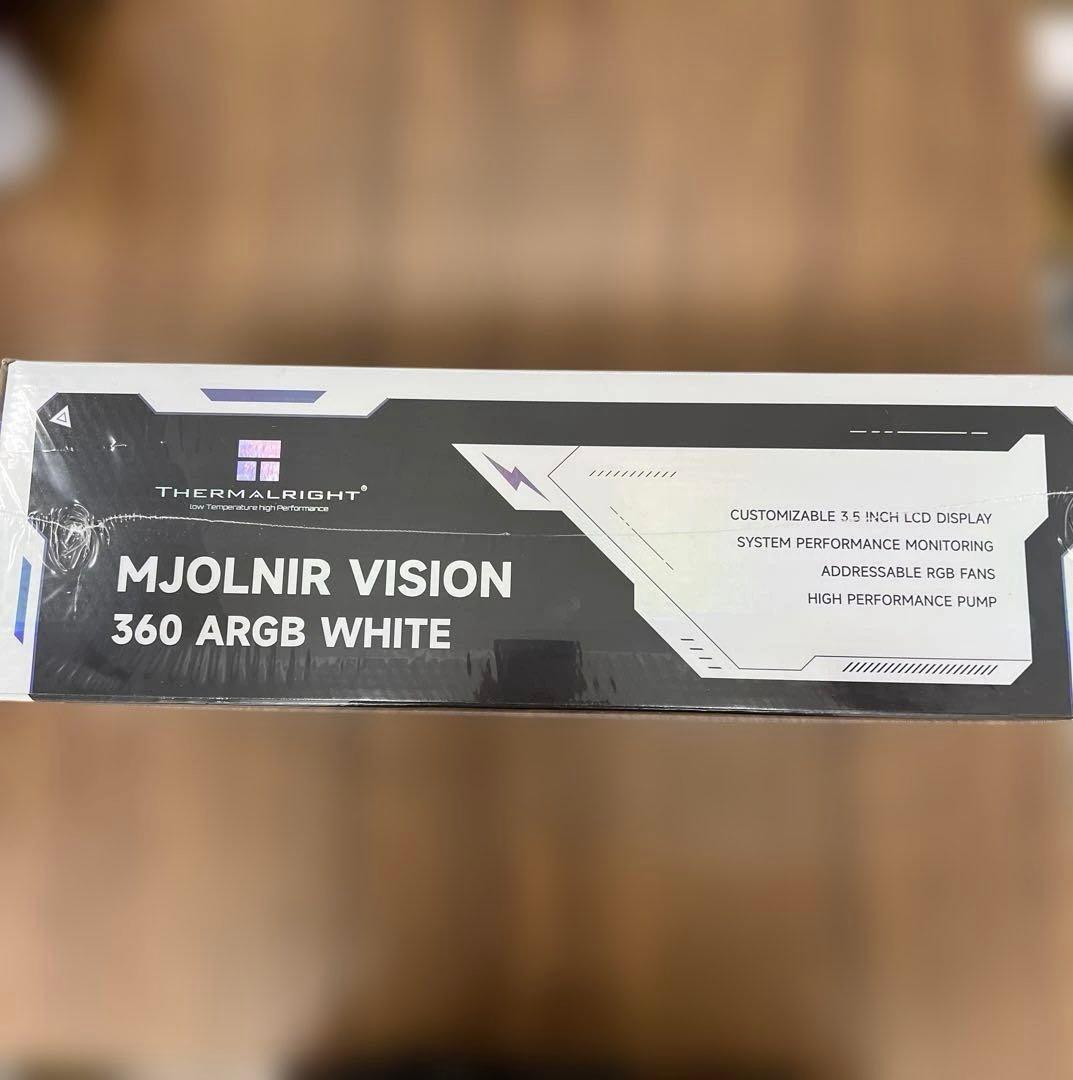 THERMALRIGHT®
low Temperature high Performance
MJOLNIR VISION
360 ARGB WHITE
CUSTOMIZABLE 3.5 INCH LCD DISPLAY
SYSTEM PERFORMANCE MONITORING
ADDRESSABLE RGB FANS
HIGH PERFORMANCE PUMP